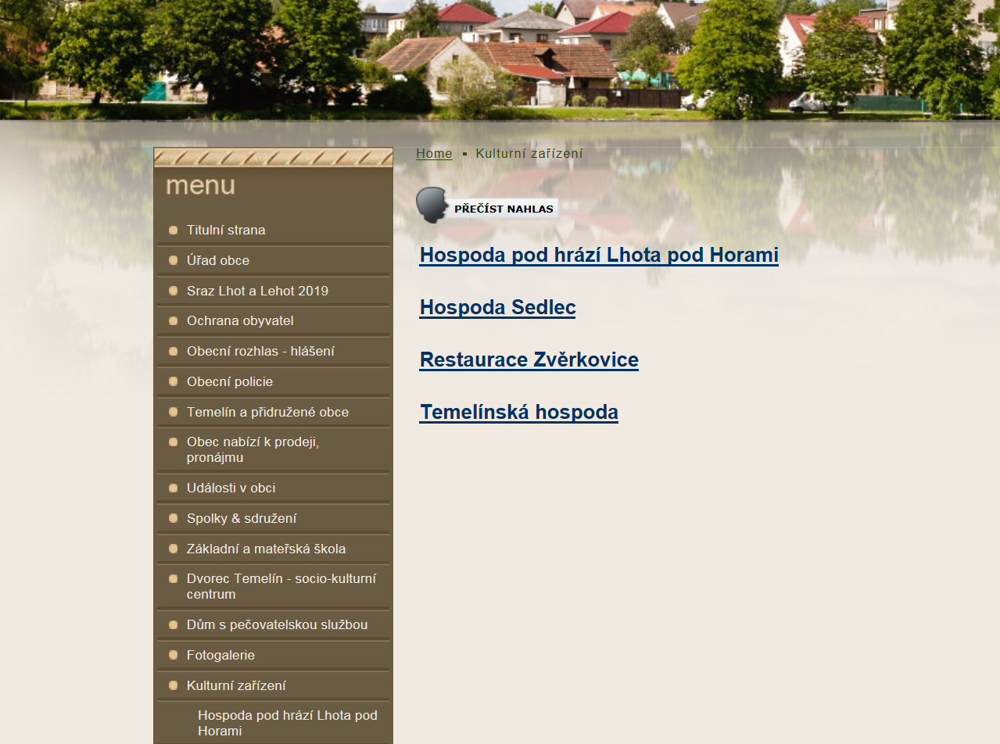 Home ▪ Kulturní zařízení
menu
PŘEČÍST NAHLAS
Titulní strana
Úřad obce
Sraz Lhot a Lehot 2019
Ochrana obyvatel
Obecní rozhlas - hlášení
Obecní policie
Temelín a přidružené obce
Obec nabízí k prodeji,
pronájmu
Události v obci
Spolky & sdružení
Základní a mateřská škola
Dvorec Temelín - socio-kulturní
centrum
Dům s pečovatelskou službou
Fotogalerie
Kulturní zařízení
Hospoda pod hrází Lhota pod
Horami
Hospoda pod hrází Lhota pod Horami
Hospoda Sedlec
Restaurace Zvěrkovice
Temelínská hospoda